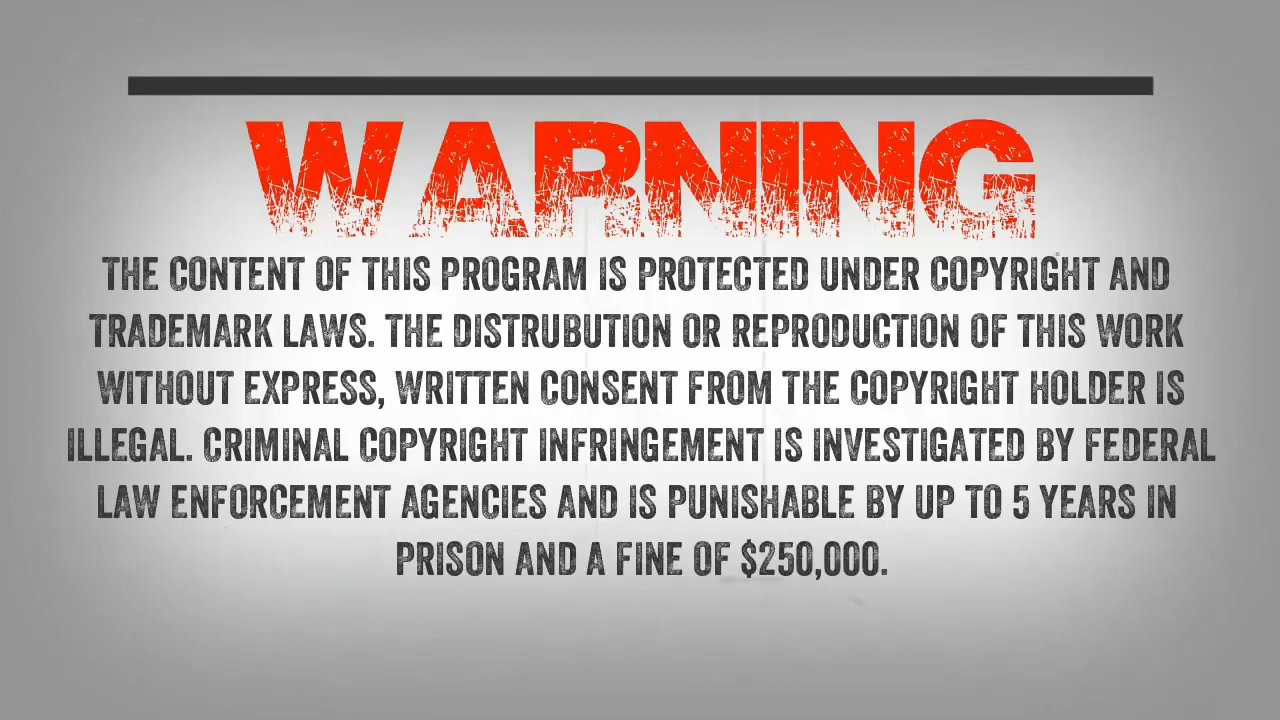 WARNING
THE CONTENT OF THIS PROGRAM IS PROTECTED UNDER COPYRIGHT AND
TRADEMARK LAWS. THE DISTRUBUTION OR REPRODUCTION OF THIS WORK
WITHOUT EXPRESS, WRITTEN CONSENT FROM THE COPYRIGHT HOLDER IS
ILLEGAL. CRIMINAL COPYRIGHT INFRINGEMENT IS INVESTIGATED BY FEDERAL
LAW ENFORCEMENT AGENCIES AND IS PUNISHABLE BY UP TO 5 YEARS IN
PRISON AND A FINE OF $250,000.